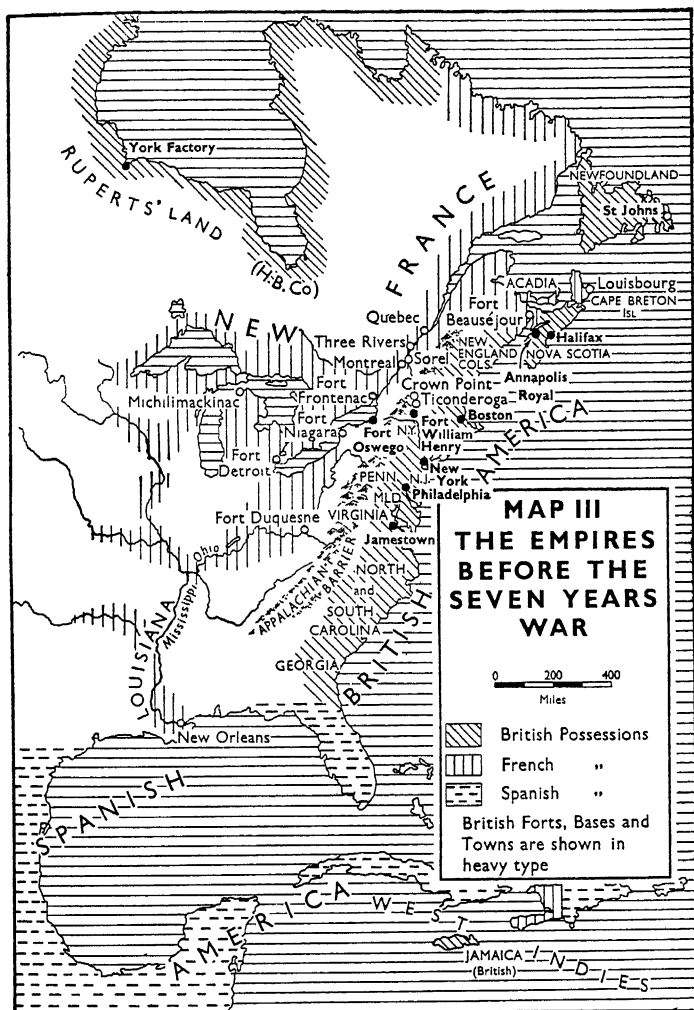 York Factory
RUPERTS' LAND
(H.B. Co)
NEW FRANCE
NEWFOUNDLAND
St Johns
ACADIA
Louisbourg
CAPE BRETON
ISL
Fort
Beauséjour
Halifax
NOVA SCOTIA
Annapolis
Royal
Quebec
Three Rivers
Montreal
Sorel
NEW
ENGLAND
COLS.
Crown Point
Ticonderoga
Fort
William
Henry
Boston
Michilimackinac
Fort
Frontenac
Fort
Niagara
Fort
Oswego
N.Y.
Fort
Detroit
New
York
PENN
N.J.
Philadelphia
MLD
Fort Duquesne
VIRGINIA
Jamestown
Ohio
APPALACHIAN
BARRIER
NORTH
and
SOUTH
CAROLINA
GEORGIA
BRITISH AMERICA
LOUISIANA
Mississippi
New Orleans
SPANISH AMERICA
WEST INDIES
JAMAICA
(British)
MAP III
THE EMPIRES
BEFORE THE
SEVEN YEARS
WAR
0 200 400
Miles
British Possessions
French „
Spanish „
British Forts, Bases and
Towns are shown in
heavy type